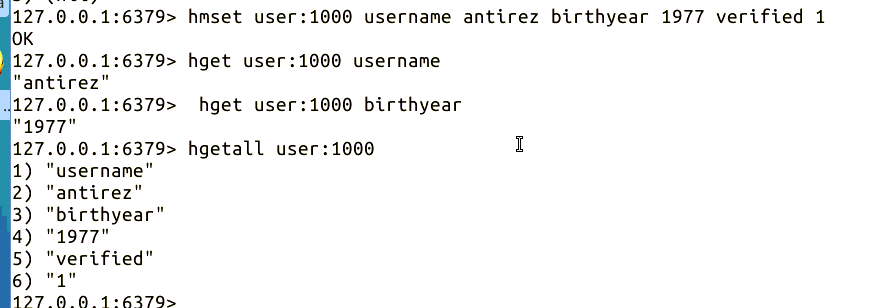 127.0.0.1:6379> hmset user:1000 username antirez birthyear 1977 verified 1
OK
127.0.0.1:6379> hget user:1000 username
"antirez"
127.0.0.1:6379>  hget user:1000 birthyear
"1977"
127.0.0.1:6379> hgetall user:1000
1) "username"
2) "antirez"
3) "birthyear"
4) "1977"
5) "verified"
6) "1"
127.0.0.1:6379>